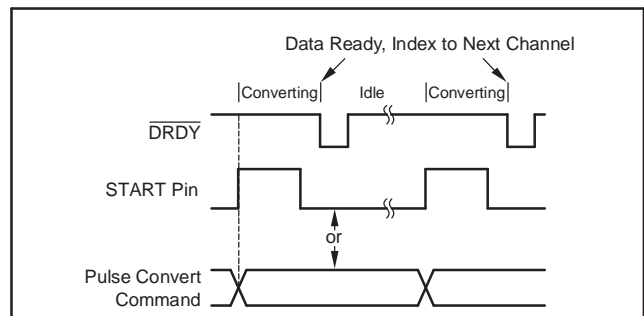 Data Ready, Index to Next Channel
Converting Idle Converting
DRDY
START Pin
or
Pulse Convert
Command